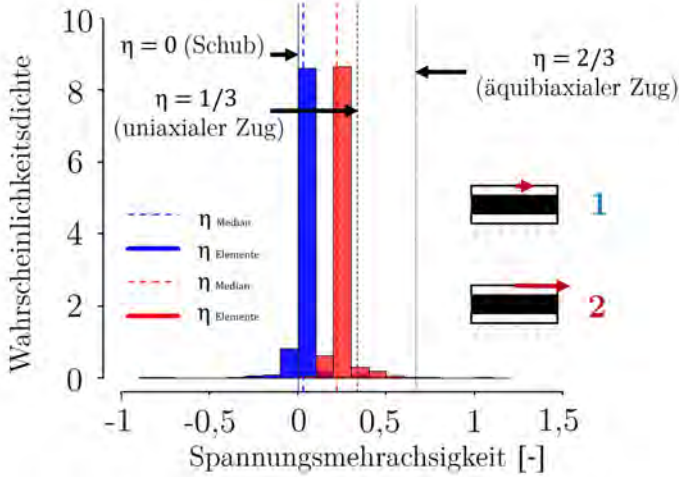 10
8
6
4
2
0
Wahrscheinlichkeitsdichte
η = 0 (Schub)
η = 1/3
(uniaxialer Zug)
η = 2/3
(äquibiaxialer Zug)
η Median
η Elemente
η Median
η Elemente
1
2
-1
-0,5
0
0,5
1
1,5
Spannungsmehrachsigkeit [-]